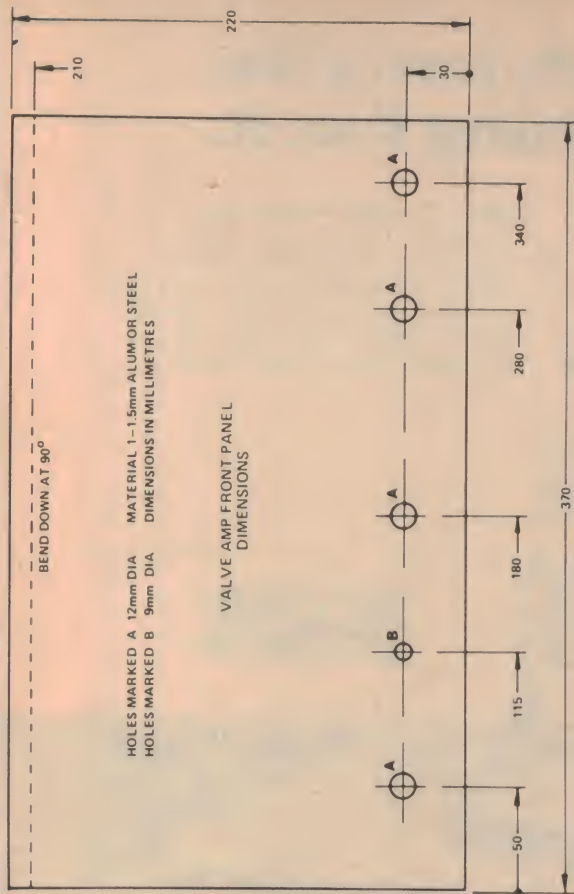 220
210
BEND DOWN AT 90°
HOLES MARKED A 12mm DIA MATERIAL 1-1.5mm ALUM OR STEEL
HOLES MARKED B 9mm DIA DIMENSIONS IN MILLIMETRES
VALVE AMP FRONT PANEL
DIMENSIONS
30
A
B
A
A
A
50
115
180
280
340
370